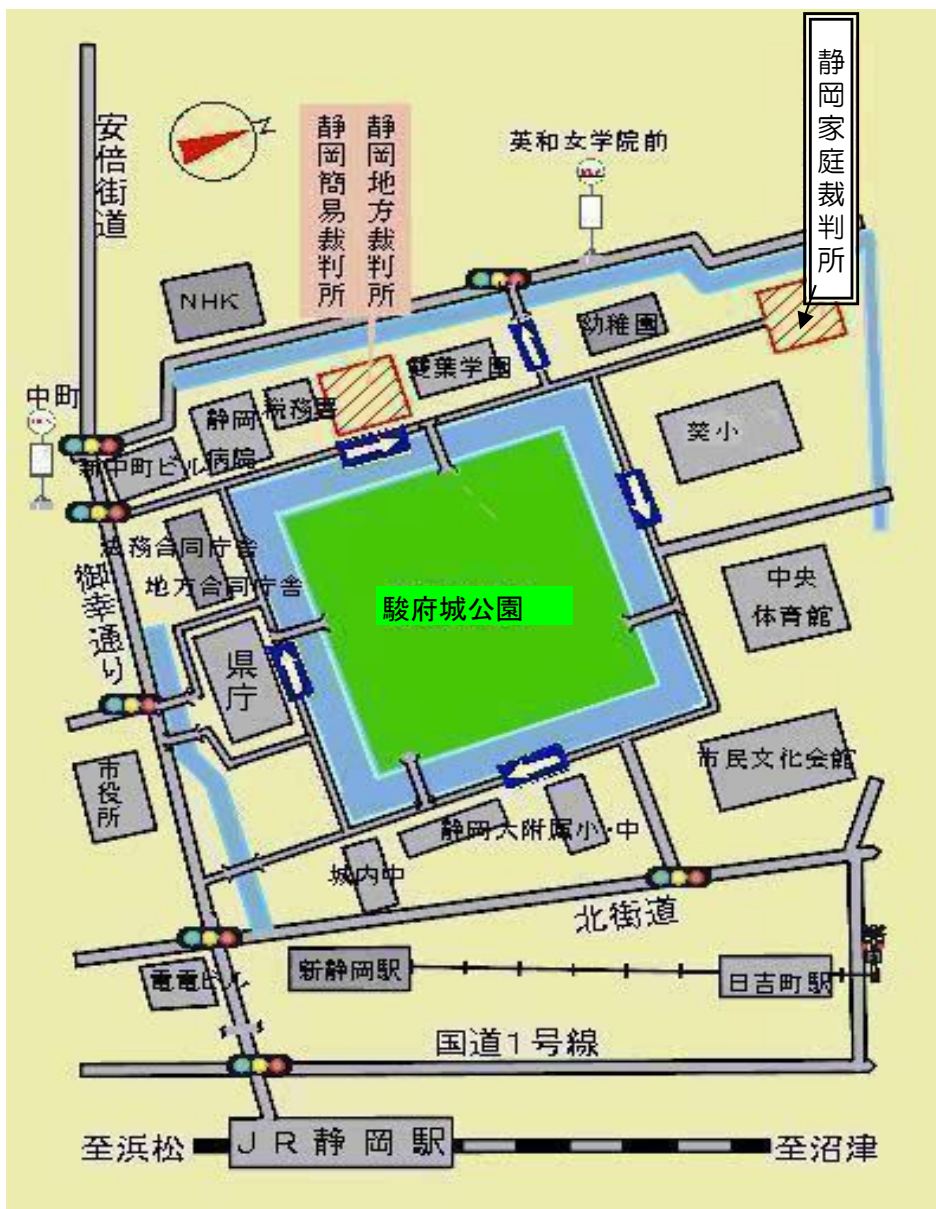 静岡家庭裁判所
安倍街道
静岡地方裁判所
静岡簡易裁判所
英和女学院前
NHK
幼稚園
雙葉学園
中町
税務署
静岡
病院
新中町ビル
葵小
法務合同庁舎
地方合同庁舎
御幸通り
中央
体育館
駿府城公園
県庁
市役所
市民文化会館
静岡大附属小・中
城内中
北街道
電電ビル
新静岡駅
日吉町駅
国道1号線
JR静岡駅
至浜松
至沼津